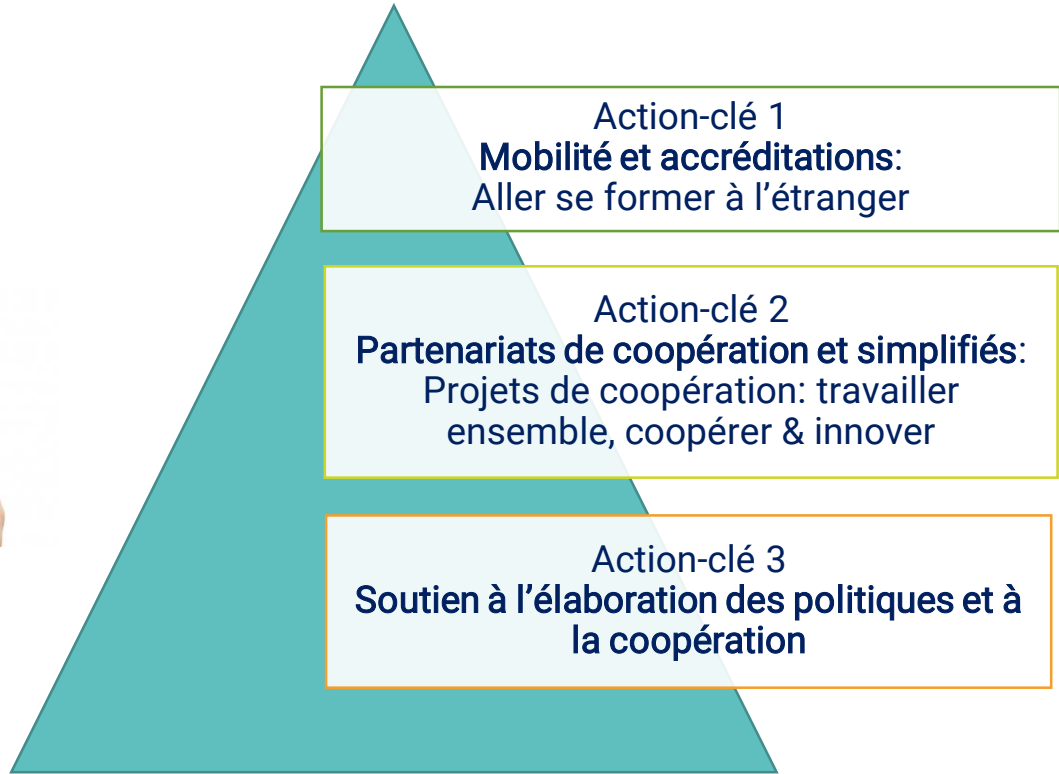 Action-clé 1
Mobilité et accréditations:
Aller se former à l’étranger
Action-clé 2
Partenariats de coopération et simplifiés:
Projets de coopération: travailler
ensemble, coopérer & innover
Action-clé 3
Soutien à l’élaboration des politiques et à
la coopération